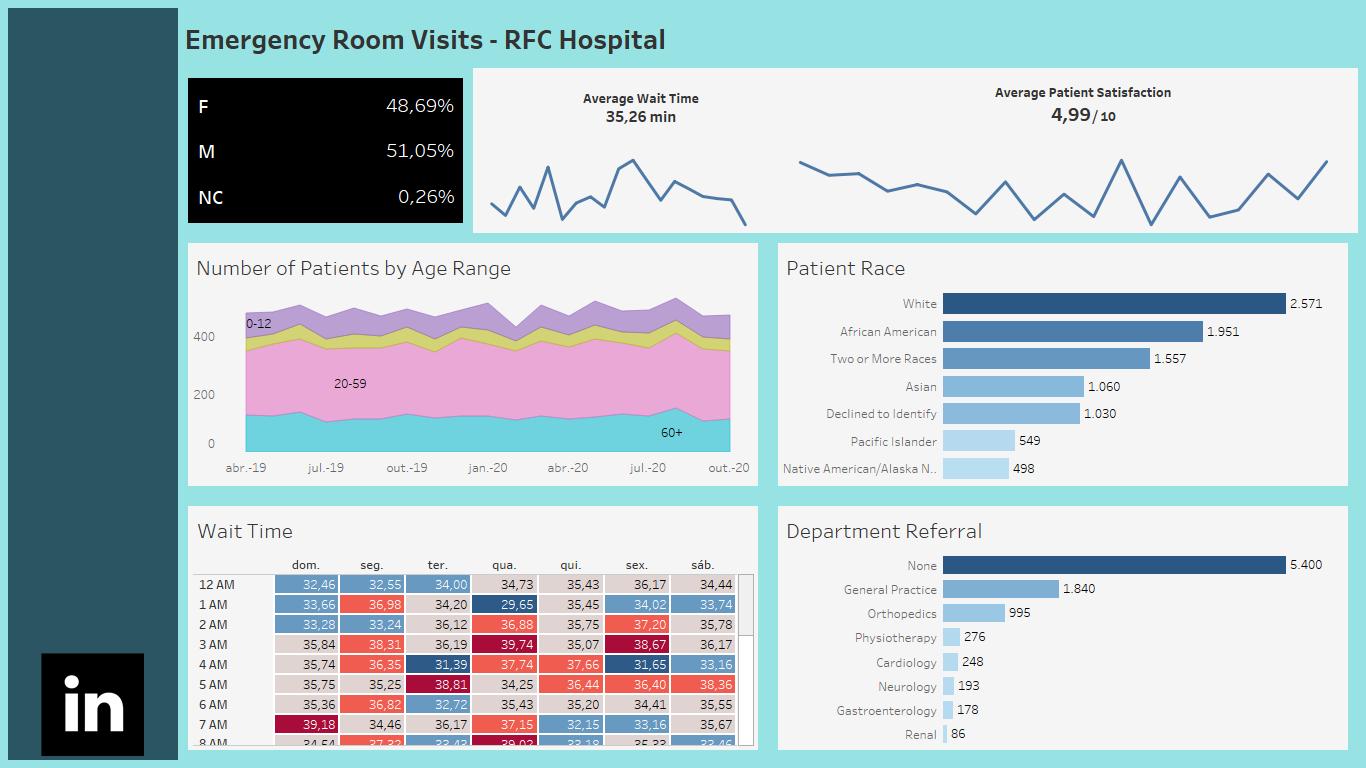 Emergency Room Visits - RFC Hospital
F 48,69%
M 51,05%
NC 0,26%
Average Wait Time
35,26 min
Average Patient Satisfaction
4,99 / 10
Number of Patients by Age Range
400
200
0
0-12
20-59
60+
abr.-19 jul.-19 out.-19 jan.-20 abr.-20 jul.-20 out.-20
Patient Race
White 2.571
African American 1.951
Two or More Races 1.557
Asian 1.060
Declined to Identify 1.030
Pacific Islander 549
Native American/Alaska N.. 498
Wait Time
dom. seg. ter. qua. qui. sex. sáb.
12 AM 32,46 32,55 34,00 34,73 35,43 36,17 34,44
1 AM 33,66 36,98 34,20 29,65 35,45 34,02 33,74
2 AM 33,28 33,24 36,12 36,88 35,75 37,20 35,78
3 AM 35,84 38,31 36,19 39,74 35,07 38,67 36,17
4 AM 35,74 36,35 31,39 37,74 37,66 31,65 33,16
5 AM 35,75 35,25 38,81 34,25 36,44 36,40 38,36
6 AM 35,36 36,82 32,72 35,43 35,20 34,41 35,55
7 AM 39,18 34,46 36,17 37,15 32,15 33,16 35,67
8 AM
Department Referral
None 5.400
General Practice 1.840
Orthopedics 995
Physiotherapy 276
Cardiology 248
Neurology 193
Gastroenterology 178
Renal 86
in